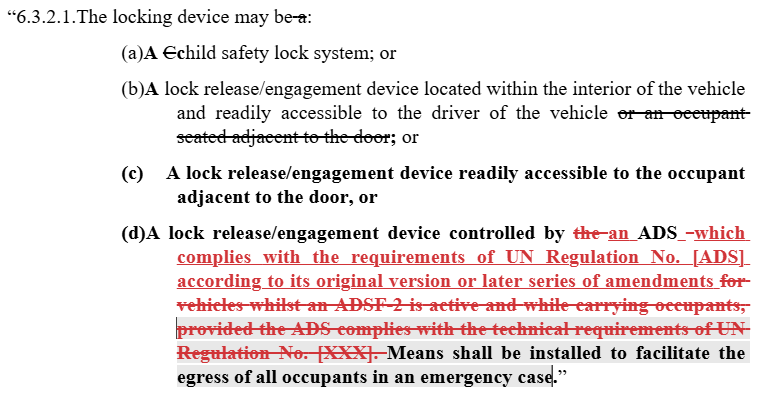 “6.3.2.1.The locking device may be a:
(a)A Cchild safety lock system; or
(b)A lock release/engagement device located within the interior of the vehicle
and readily accessible to the driver of the vehicle or an occupant
seated adjacent to the door; or
(c) A lock release/engagement device readily accessible to the occupant
adjacent to the door, or
(d)A lock release/engagement device controlled by the an ADS -which
complies with the requirements of UN Regulation No. [ADS]
according to its original version or later series of amendments for
vehicles whilst an ADSF-2 is active and while carrying occupants,
provided the ADS complies with the technical requirements of UN
Regulation No. [XXX]. Means shall be installed to facilitate the
egress of all occupants in an emergency case.”